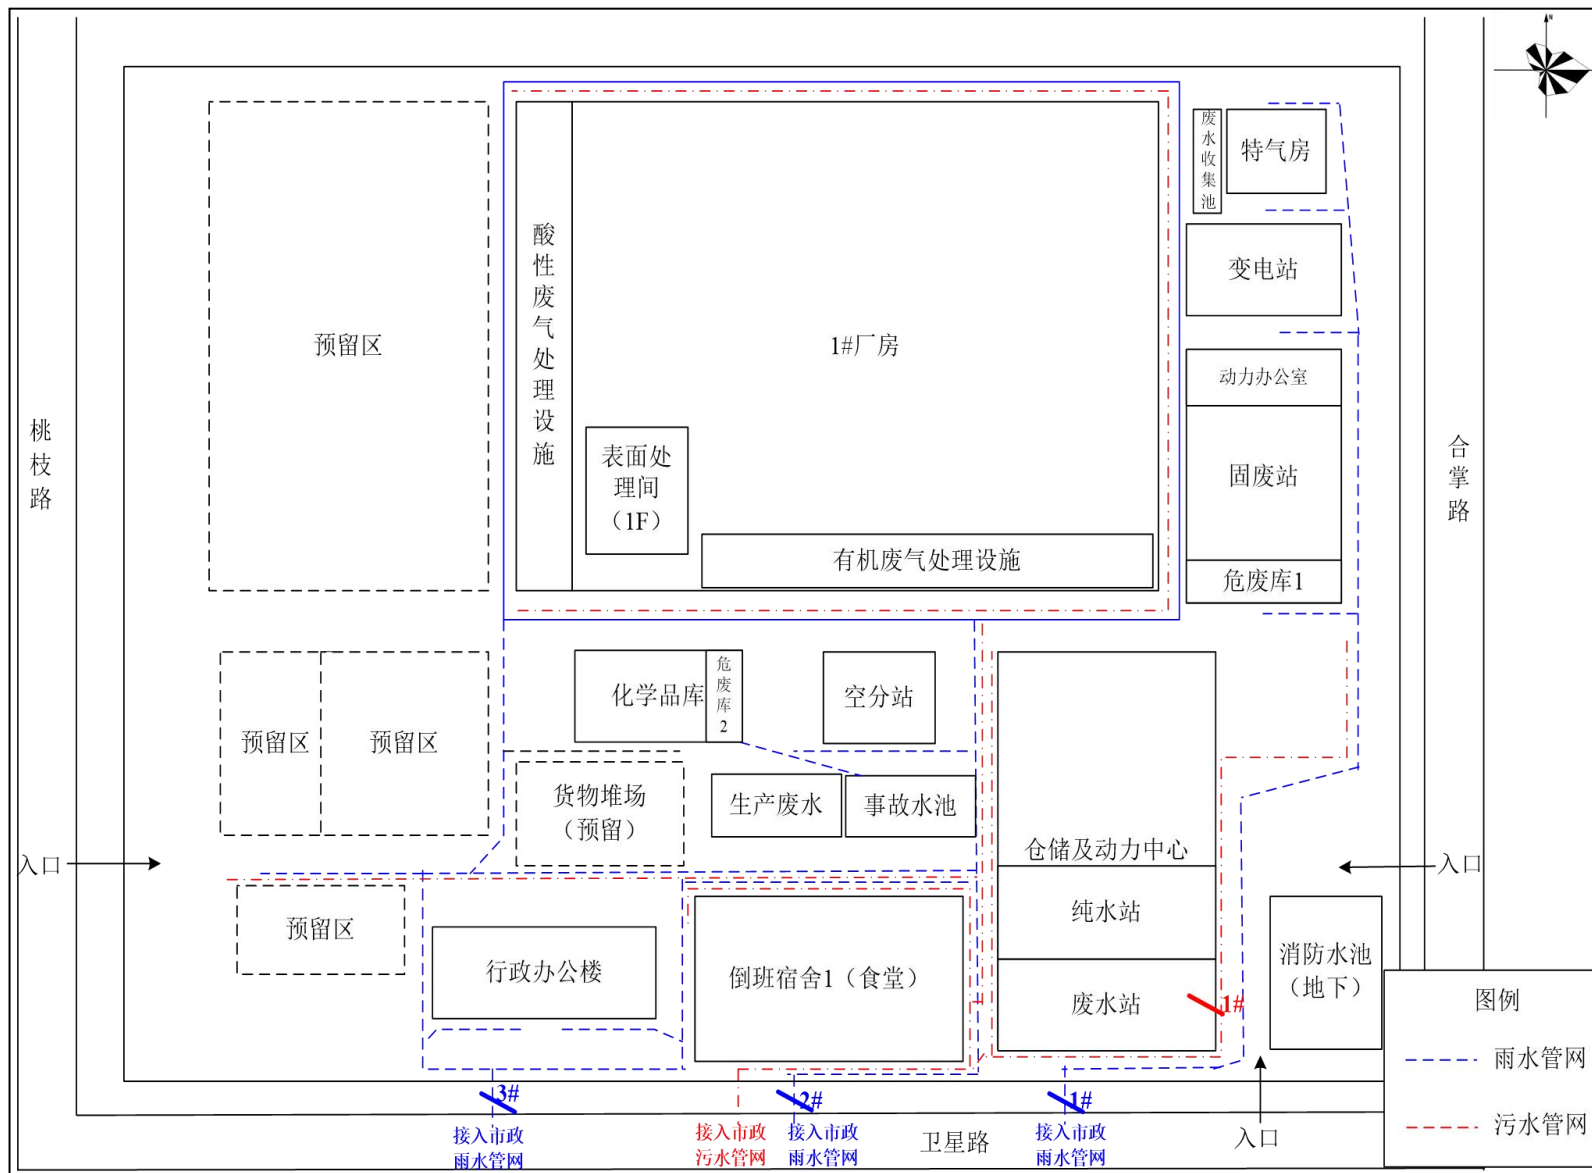 N
废水收集池
特气房
酸性废气处理设施
变电站
预留区
1#厂房
动力办公室
桃枝路
合掌路
表面处
理间
（1F）
固废站
有机废气处理设施
危废库1
化学品库
危废库2
空分站
预留区
预留区
货物堆场
（预留）
生产废水
事故水池
仓储及动力中心
入口
入口
预留区
纯水站
行政办公楼
倒班宿舍1（食堂）
消防水池
（地下）
废水站
1#
图例
雨水管网
污水管网
3#
2#
1#
接入市政
雨水管网
接入市政
污水管网
接入市政
雨水管网
卫星路
接入市政
雨水管网
入口